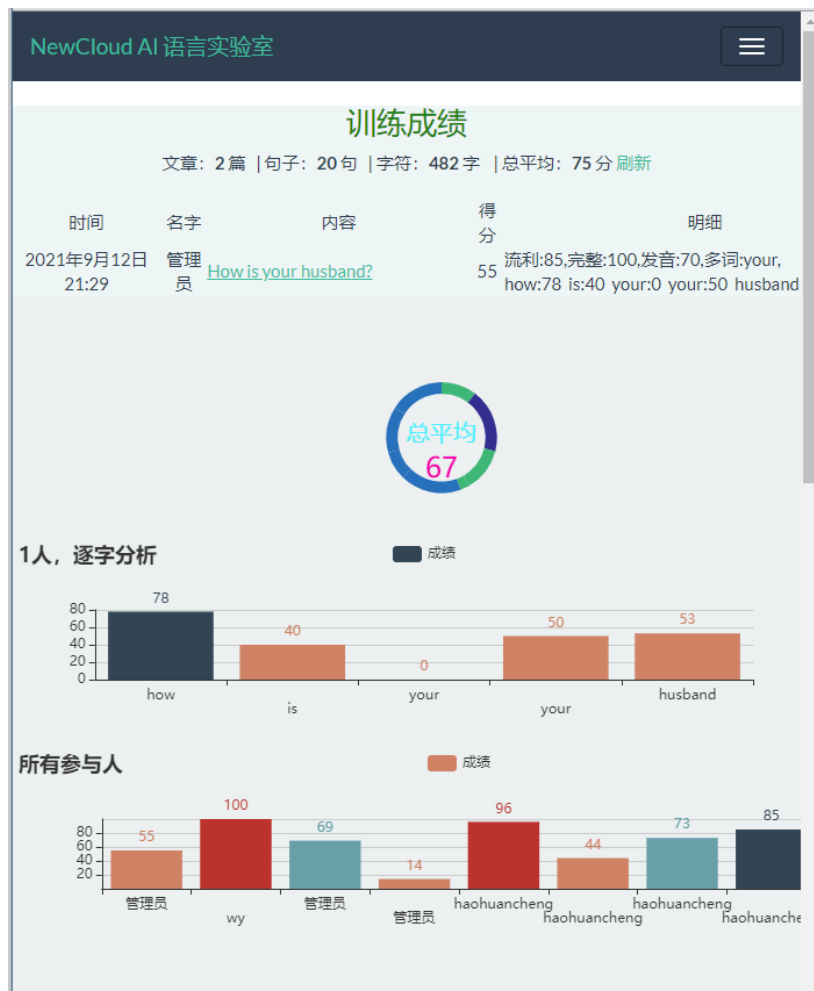 NewCloud AI 语言实验室
训练成绩
文章：2 篇 | 句子：20 句 | 字符：482 字 | 总平均：75 分 刷新
时间 名字 内容 得分 明细
2021年9月12日 21:29 管理员 How is your husband? 55 流利:85,完整:100,发音:70,多词:your,
how:78 is:40 your:0 your:50 husband
总平均
67
1人，逐字分析 成绩
78 40 0 50 53
80
60
40
20
0
how is your your husband
所有参与人 成绩
55 100 69 14 96 44 73 85
80
60
40
20
管理员 wy 管理员 管理员 haohuancheng haohuancheng haohuancheng haohuanche